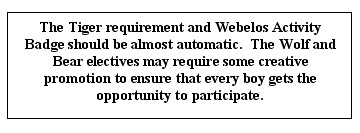 The Tiger requirement and Webelos Activity
Badge should be almost automatic.  The Wolf and
Bear electives may require some creative
promotion to ensure that every boy gets the
opportunity to participate.